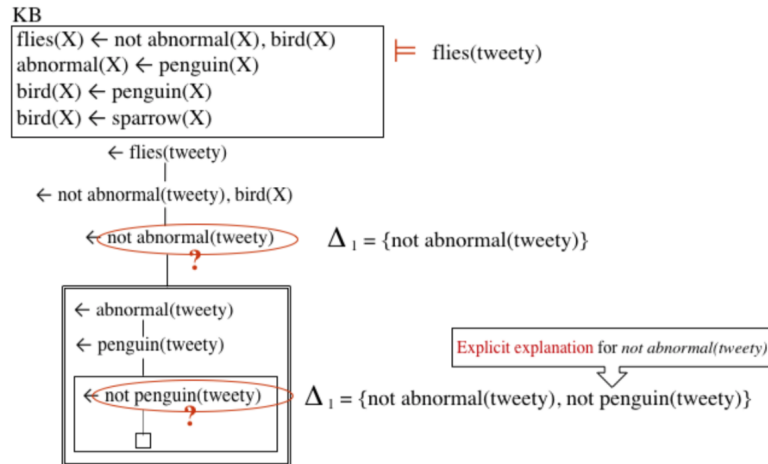 KB
flies(X) ← not abnormal(X), bird(X)
abnormal(X) ← penguin(X)
bird(X) ← penguin(X)
bird(X) ← sparrow(X)
⊨ flies(tweety)
← flies(tweety)
← not abnormal(tweety), bird(X)
← not abnormal(tweety)
?
Δ 1 = {not abnormal(tweety)}
← abnormal(tweety)
← penguin(tweety)
Explicit explanation for not abnormal(tweety)
← not penguin(tweety)
?
Δ 1 = {not abnormal(tweety), not penguin(tweety)}